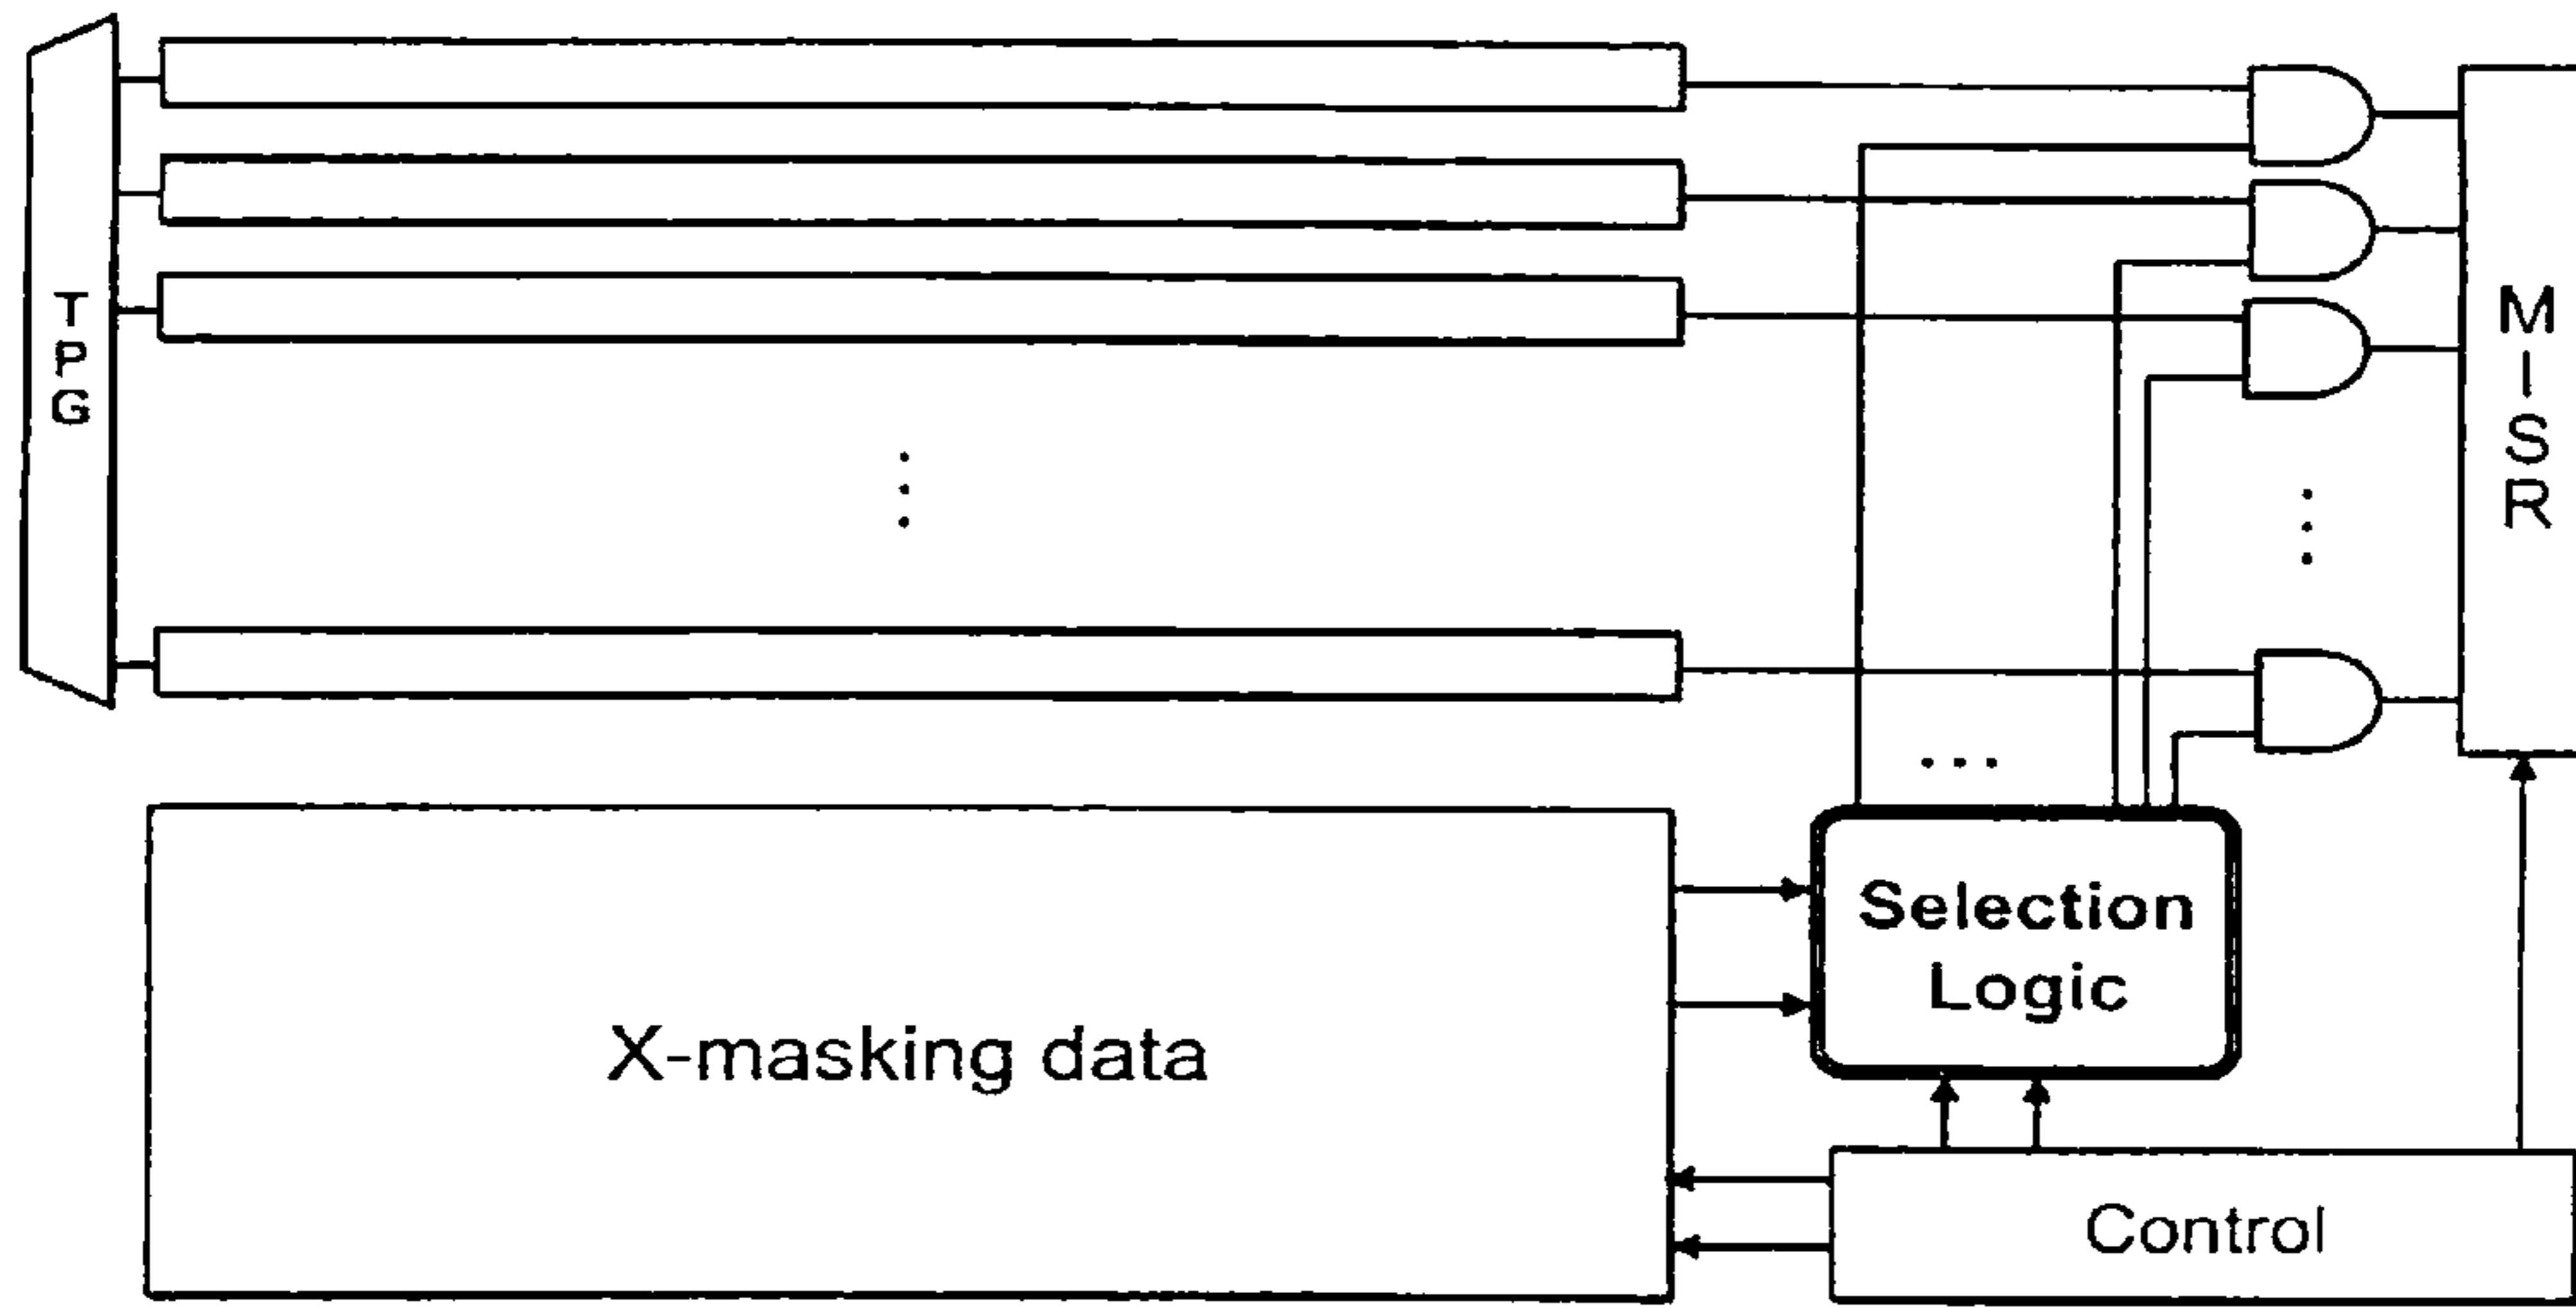 TPG
MISR
Selection
Logic
X-masking data
Control